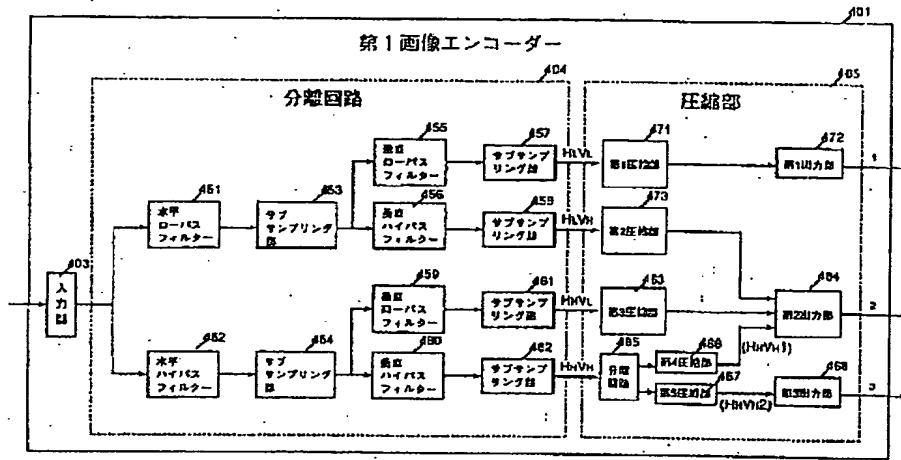 401
第1画像エンコーダー
404
分離回路
405
圧縮部
455
垂直
ローパス
フィルター
457
サブサンプ
リング部
HLVL
471
第1圧縮部
472
第1出力部
1
451
水平
ローパス
フィルター
453
サブ
サンプリング
部
456
垂直
ハイパス
フィルター
サブサンプ
リング部
HLVH
473
第2圧縮部
403
入力部
459
垂直
ローパス
フィルター
461
サブサンプ
リング部
HHVL
463
第3圧縮部
464
第2出力部
2
452
水平
ハイパス
フィルター
454
サブ
サンプリング
部
460
垂直
ハイパス
フィルター
462
サブサンプ
リング部
HHVH
465
分離
回路
466
第4圧縮部
(HHVH1)
467
第5圧縮部
(HHVH2)
468
第3出力部
3